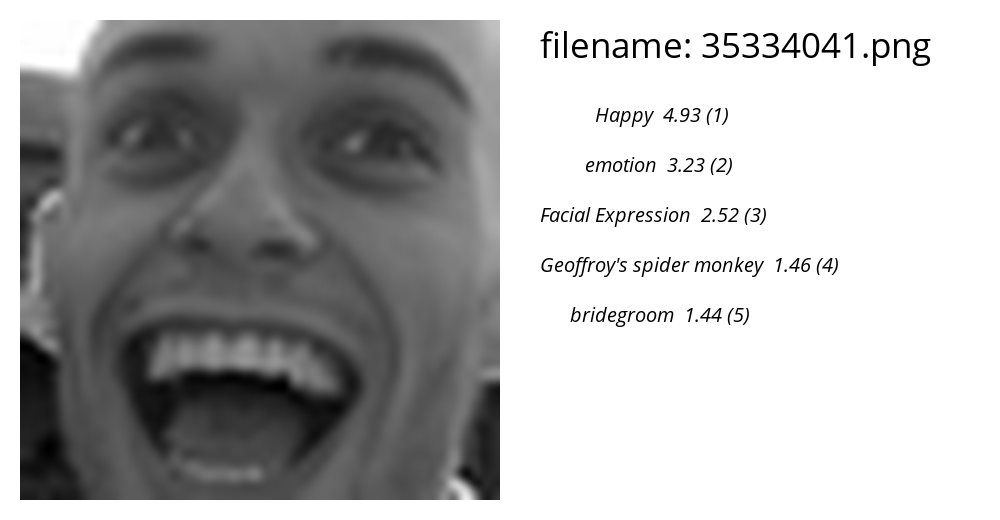 filename: 35334041.png
Happy 4.93 (1)
emotion 3.23 (2)
Facial Expression 2.52 (3)
Geoffroy's spider monkey 1.46 (4)
bridegroom 1.44 (5)